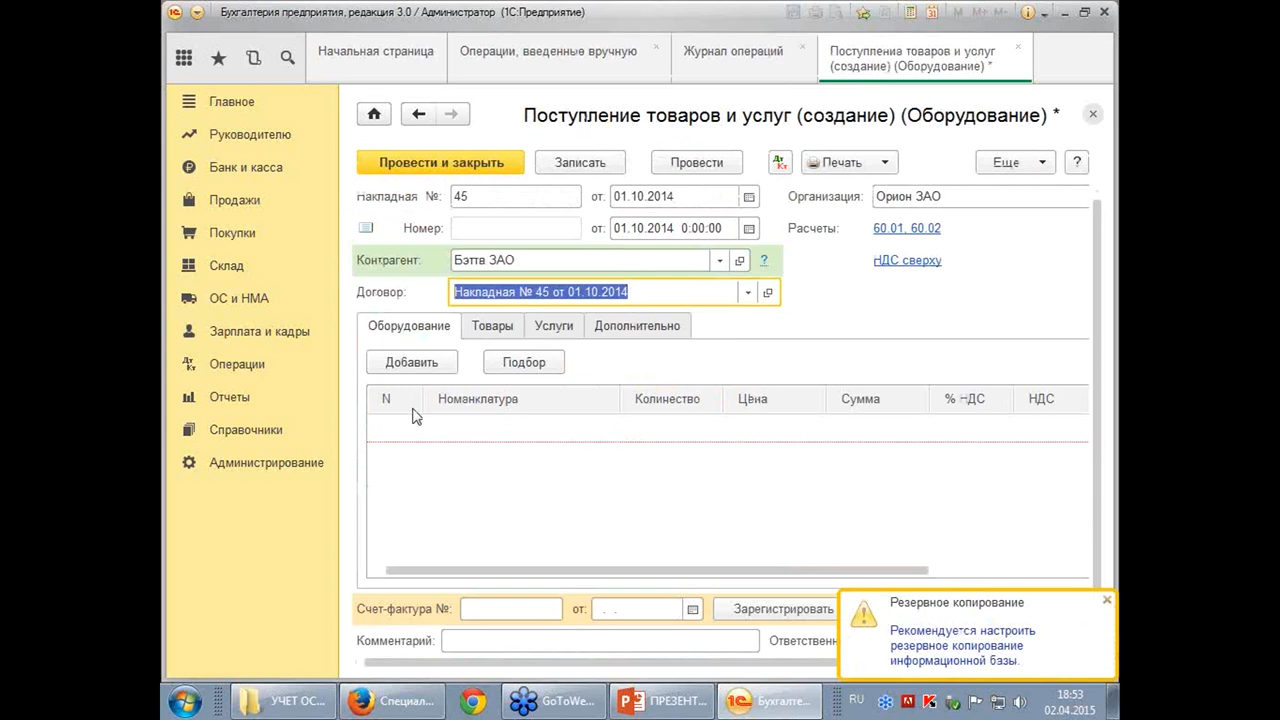 Бухгалтерия предприятия, редакция 3.0 / Администратор (1С:Предприятие)
M M+ M-
Начальная страница
Операции, введенные вручную
Журнал операций
Поступление товаров и услуг
(создание) (Оборудование) *
Главное
Руководителю
Банк и касса
Продажи
Покупки
Склад
ОС и НМА
Зарплата и кадры
Операции
Отчеты
Справочники
Администрирование
Поступление товаров и услуг (создание) (Оборудование) *
Провести и закрыть
Записать
Провести
Дт Кт
Печать
Еще
?
Накладная №: 45 от: 01.10.2014 Организация: Орион ЗАО
Номер: от: 01.10.2014 0:00:00 Расчеты: 60.01, 60.02
Контрагент: Бэттв ЗАО ? НДС сверху
Договор: Накладная № 45 от 01.10.2014
Оборудование Товары Услуги Дополнительно
Добавить Подбор
N Номенклатура Количество Цена Сумма % НДС НДС
Счет-фактура №: от: . . Зарегистрировать
Комментарий: Ответственн
Резервное копирование
Рекомендуется настроить
резервное копирование
информационной базы.
УЧЕТ ОС... Специал... GoToWe... ПРЕЗЕНТ... Бухгалте... RU
18:53
02.04.2015